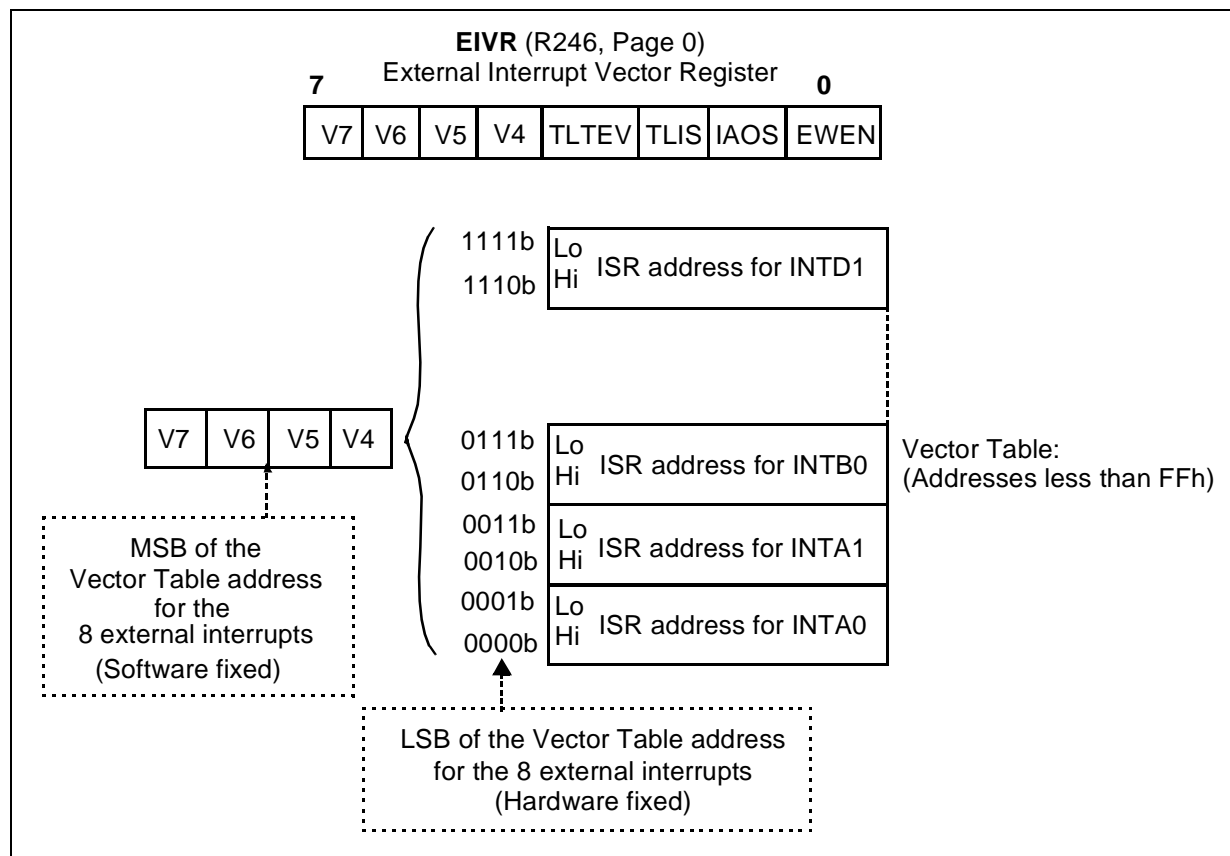 EIVR (R246, Page 0)
External Interrupt Vector Register
7 0
V7 V6 V5 V4 TLTEV TLIS IAOS EWEN
1111b Lo
1110b Hi
ISR address for INTD1
V7 V6 V5 V4
0111b Lo
0110b Hi
ISR address for INTB0
0011b Lo
0010b Hi
ISR address for INTA1
0001b Lo
0000b Hi
ISR address for INTA0
Vector Table:
(Addresses less than FFh)
MSB of the
Vector Table address
for the
8 external interrupts
(Software fixed)
LSB of the Vector Table address
for the 8 external interrupts
(Hardware fixed)